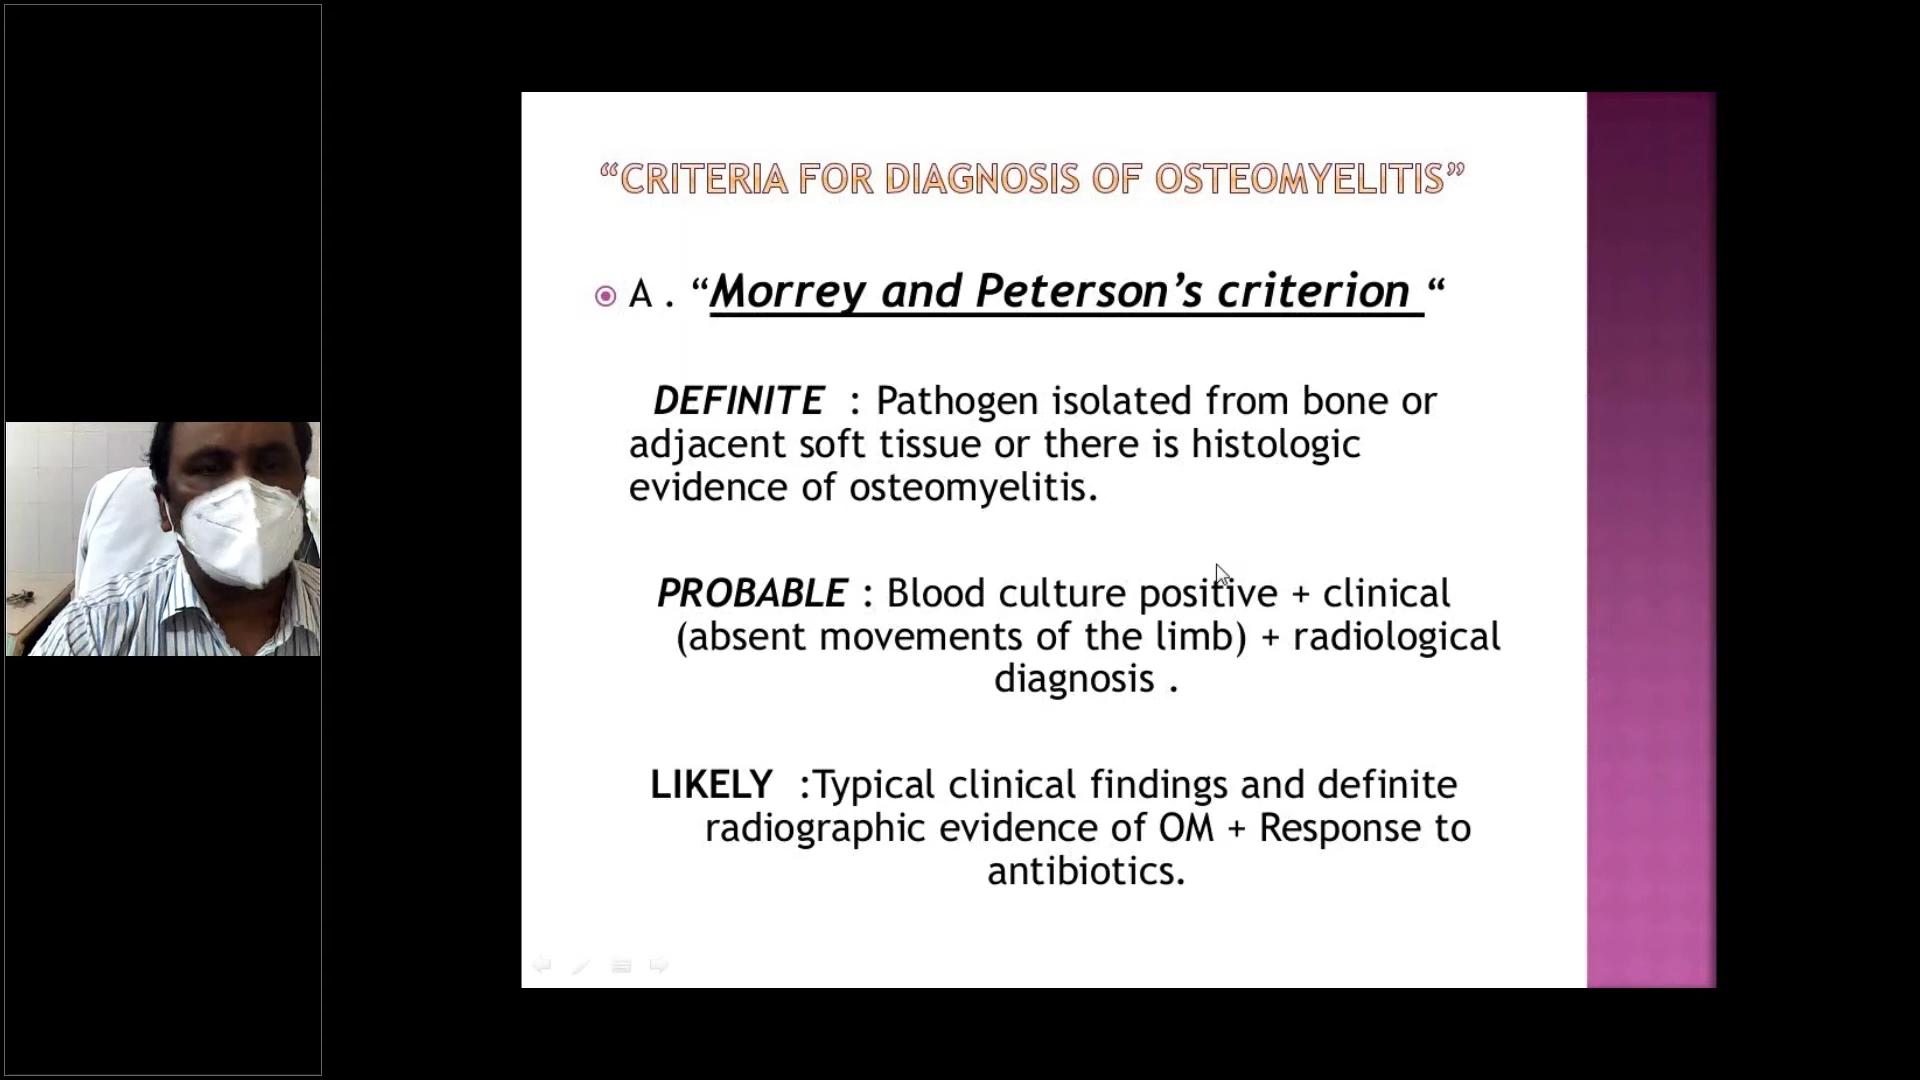 “CRITERIA FOR DIAGNOSIS OF OSTEOMYELITIS”
A . “Morrey and Peterson’s criterion “
DEFINITE : Pathogen isolated from bone or
adjacent soft tissue or there is histologic
evidence of osteomyelitis.
PROBABLE : Blood culture positive + clinical
(absent movements of the limb) + radiological
diagnosis .
LIKELY :Typical clinical findings and definite
radiographic evidence of OM + Response to
antibiotics.